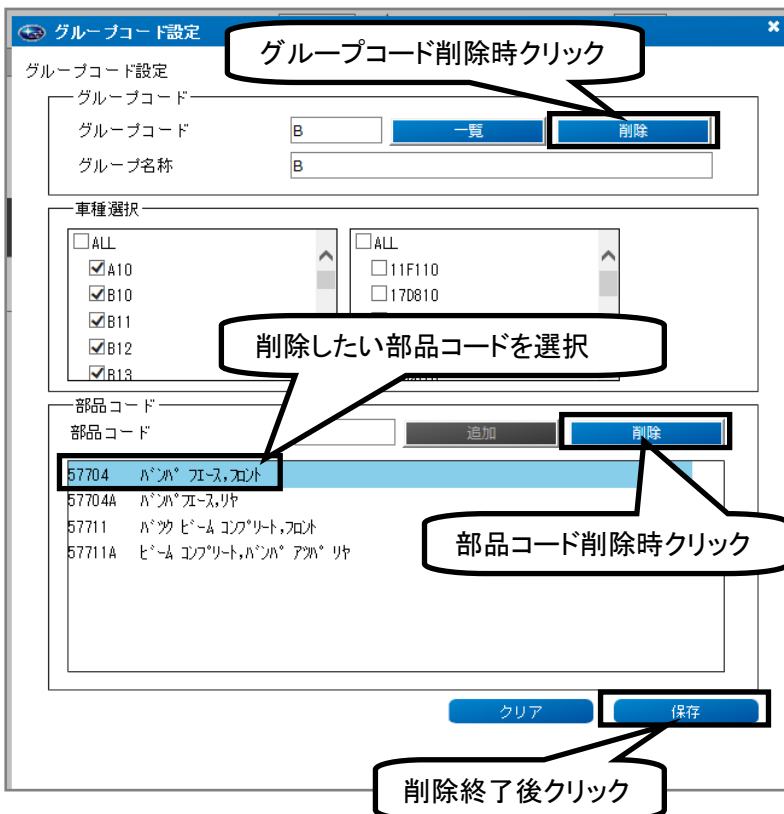 グループコード設定
グループコード削除時クリック
グループコード設定
グループコード
グループコード B 一覧 削除
グループ名称 B
車種選択
ALL ALL
A10 11F110
B10 17D810
B11
B12
B13
削除したい部品コードを選択
部品コード
部品コード 追加 削除
57704 ﾊﾞﾝﾊﾟ ﾌｴｰｽ,ﾌﾛﾝﾄ
57704A ﾊﾞﾝﾊﾟﾌｴｰｽ,ﾘﾔ
57711 ﾊﾞﾂｸ ﾋﾞｰﾑ ｺﾝﾌﾟﾘｰﾄ,ﾌﾛﾝﾄ
57711A ﾋﾞｰﾑ ｺﾝﾌﾟﾘｰﾄ,ﾊﾞﾝﾊﾟ ｱﾂﾊﾟ ﾘﾔ
部品コード削除時クリック
クリア 保存
削除終了後クリック